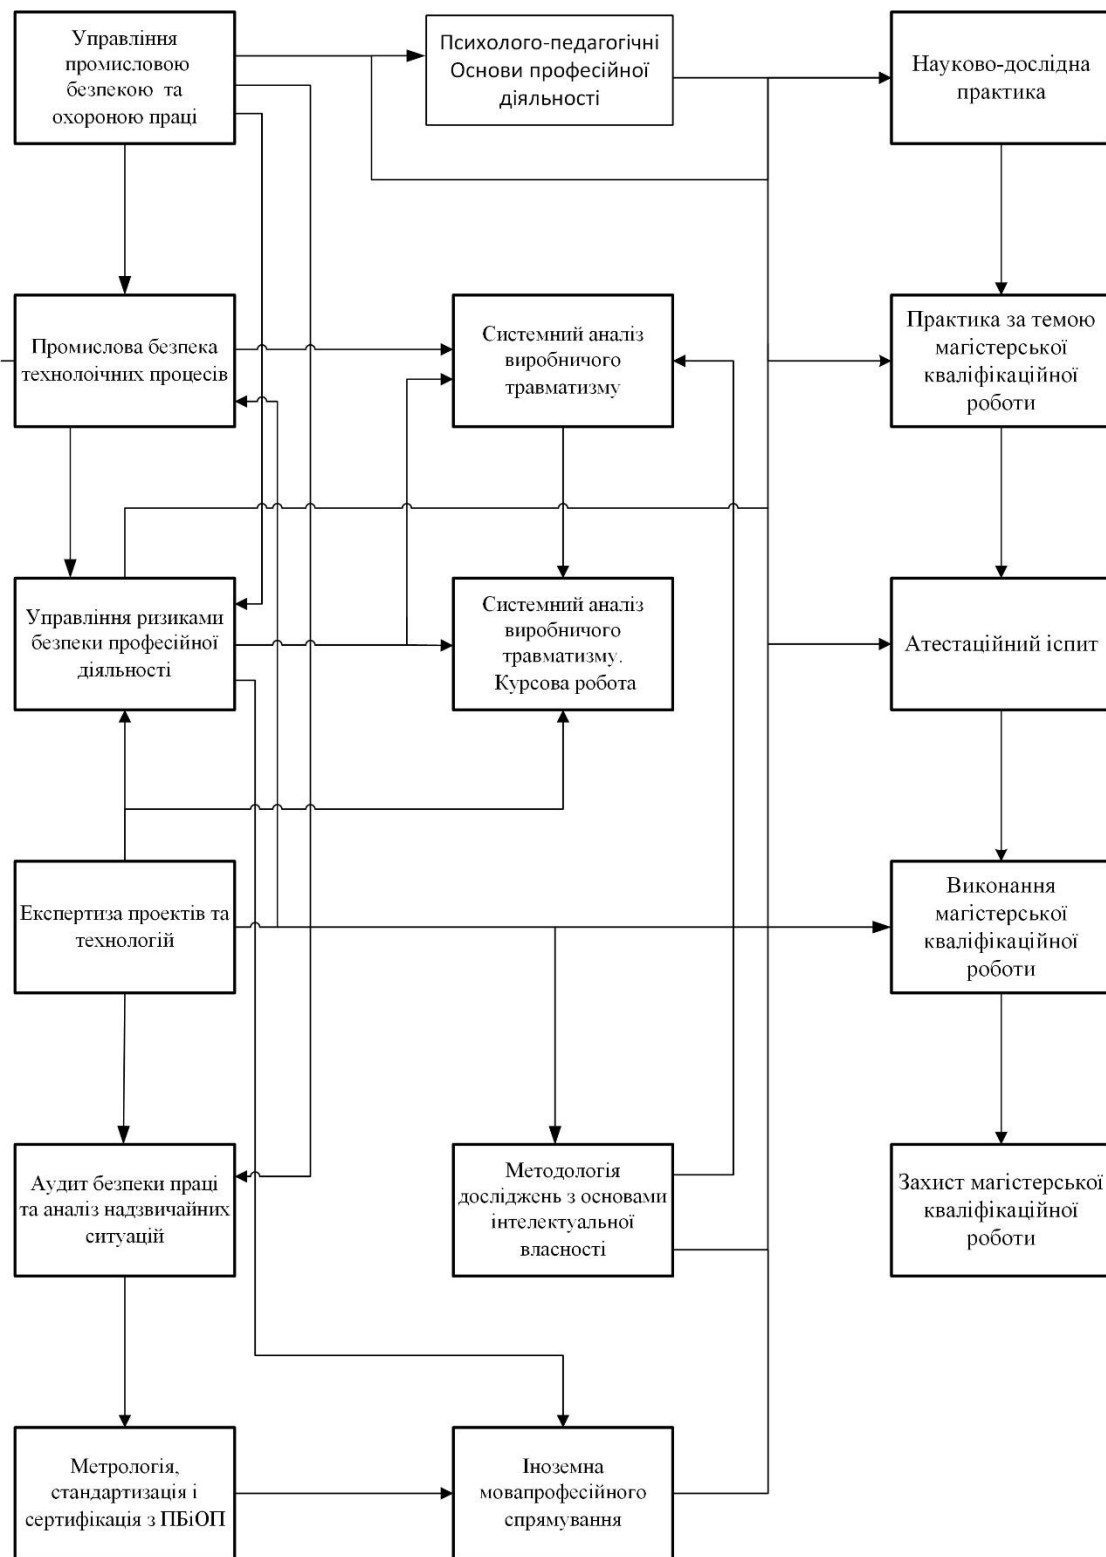 Управління
промисловою
безпекою та
охороною праці
Психолого-педагогічні
Основи професійної
діяльності
Науково-дослідна
практика
Промислова безпека
технолоічних процесів
Системний аналіз
виробничого
травматизму
Практика за темою
магістерської
кваліфікаційної
роботи
Управління ризиками
безпеки професійної
діяльності
Системний аналіз
виробничого
травматизму.
Курсова робота
Атестаційний іспит
Експертиза проектів та
технологій
Виконання
магістерської
кваліфікаційної
роботи
Аудит безпеки праці
та аналіз надзвичайних
ситуацій
Методологія
досліджень з основами
інтелектуальної
власності
Захист магістерської
кваліфікаційної
роботи
Метрологія,
стандартизація і
сертифікація з ПБіОП
Іноземна
мовапрофесійного
спрямування